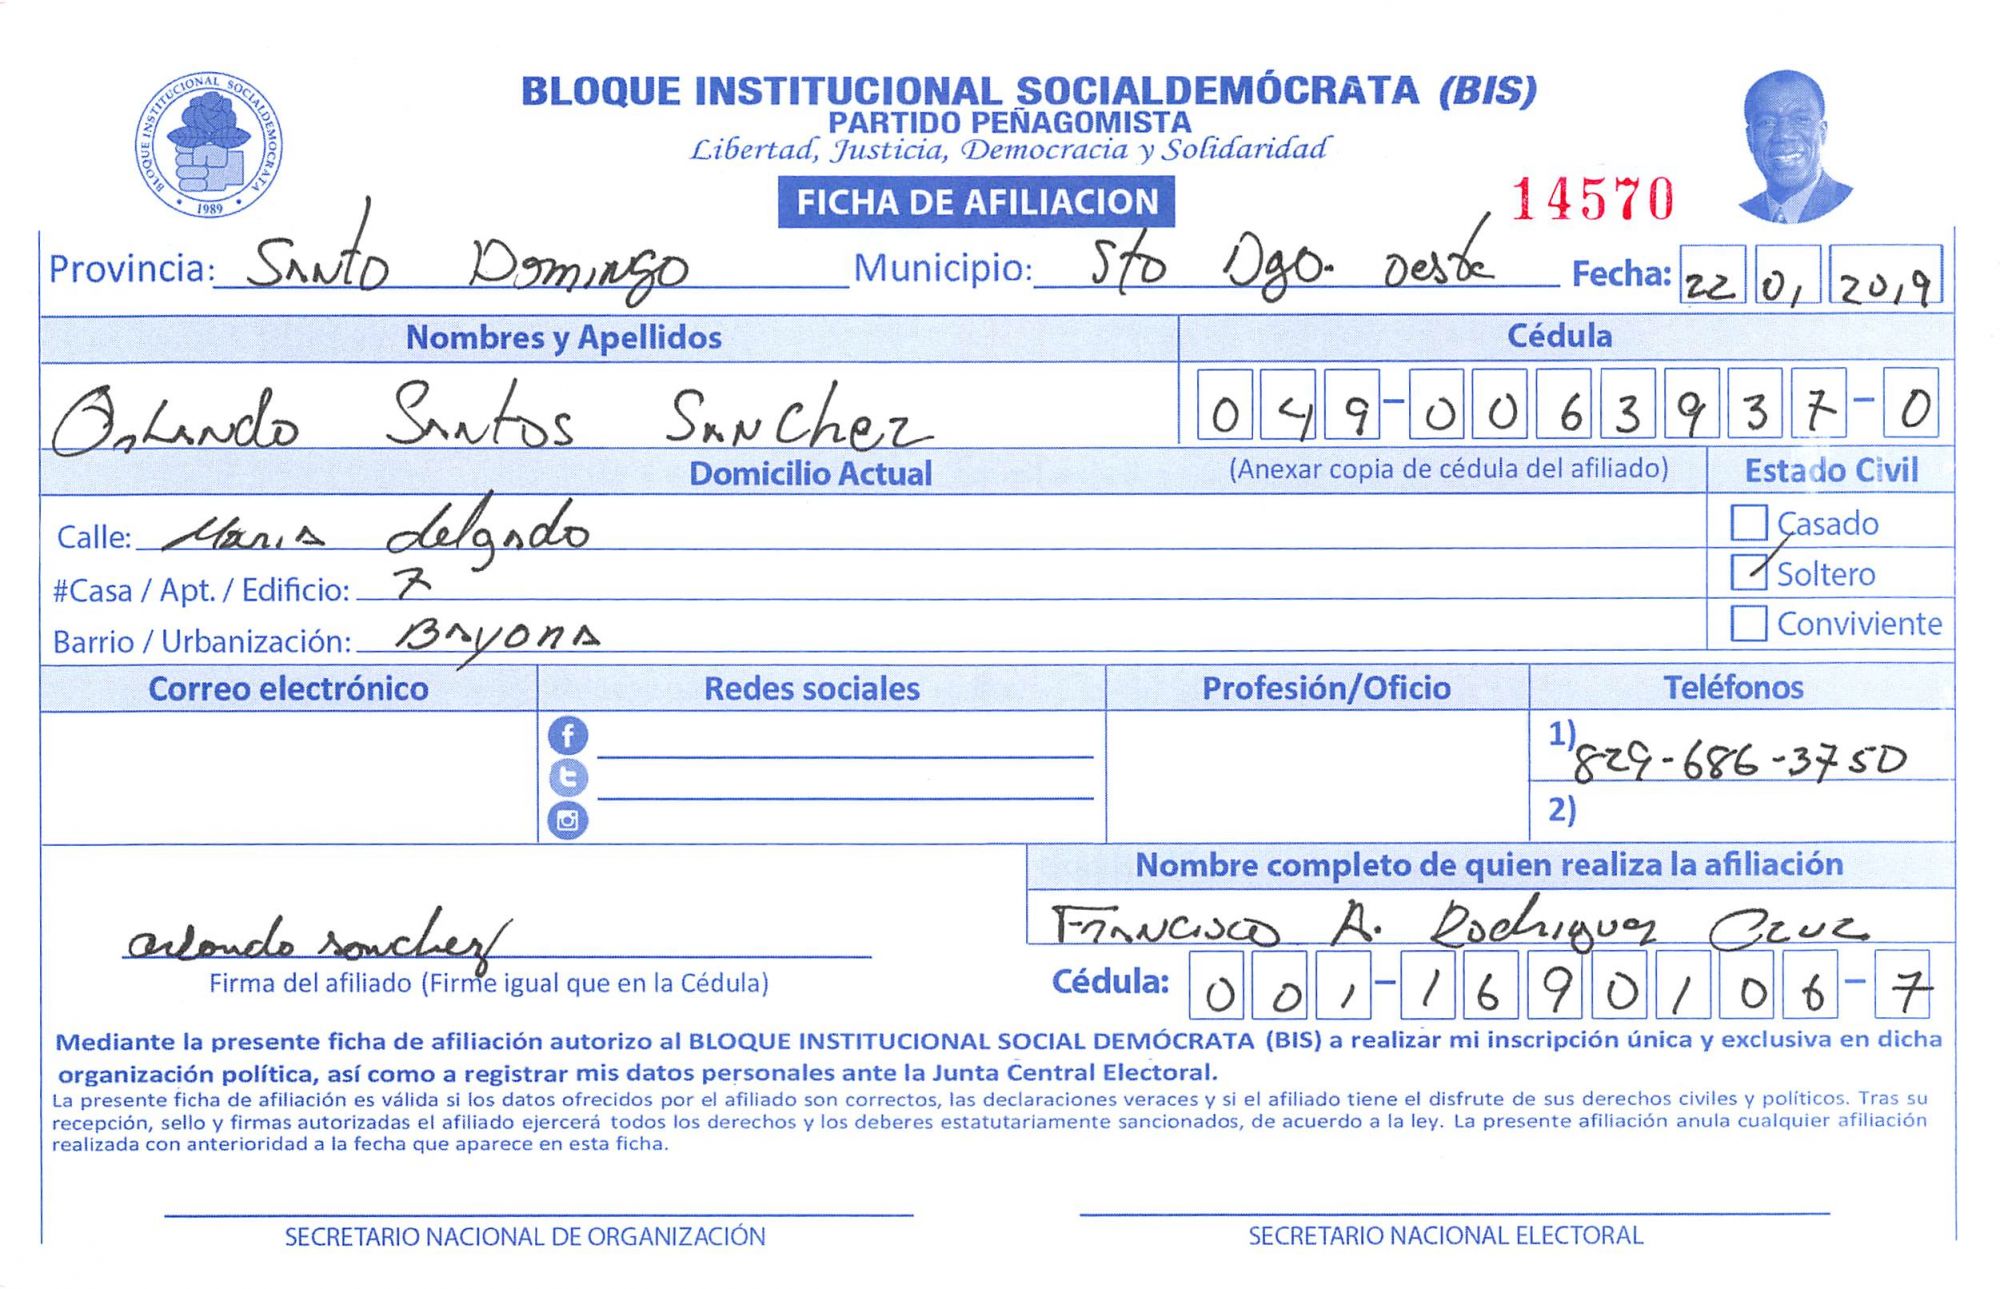 BLOQUE INSTITUCIONAL SOCIALDEMÓCRATA (BIS)
PARTIDO PEÑAGOMISTA
Libertad, Justicia, Democracia y Solidaridad
BLOQUE INSTITUCIONAL SOCIALDEMOCRATA
1989
FICHA DE AFILIACION
14570
Provincia: Santo Domingo Municipio: Sto Dgo. Oeste Fecha: 22 01 2019
Nombres y Apellidos Cédula
Orlando Santos Sanchez 049-0063937-0
Domicilio Actual (Anexar copia de cédula del afiliado) Estado Civil
Calle: Maria delgado Casado
#Casa / Apt. / Edificio: 7 Soltero
Barrio / Urbanización: Bayona Conviviente
Correo electrónico Redes sociales Profesión/Oficio Teléfonos
1) 829-686-3750
2)
Nombre completo de quien realiza la afiliación
Francisco A. Rodriguez Cruz
orlando sanchez
Firma del afiliado (Firme igual que en la Cédula) Cédula: 001-1690106-7
Mediante la presente ficha de afiliación autorizo al BLOQUE INSTITUCIONAL SOCIAL DEMÓCRATA (BIS) a realizar mi inscripción única y exclusiva en dicha
organización política, así como a registrar mis datos personales ante la Junta Central Electoral.
La presente ficha de afiliación es válida si los datos ofrecidos por el afiliado son correctos, las declaraciones veraces y si el afiliado tiene el disfrute de sus derechos civiles y políticos. Tras su
recepción, sello y firmas autorizadas el afiliado ejercerá todos los derechos y los deberes estatutariamente sancionados, de acuerdo a la ley. La presente afiliación anula cualquier afiliación
realizada con anterioridad a la fecha que aparece en esta ficha.
SECRETARIO NACIONAL DE ORGANIZACIÓN SECRETARIO NACIONAL ELECTORAL